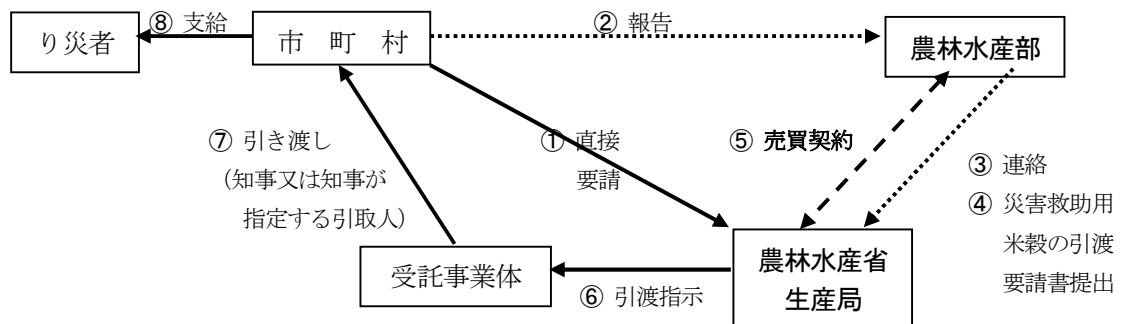 ⑧ 支給
② 報告
り災者
市 町 村
農林水産部
⑦ 引き渡し
(知事又は知事が
指定する引取人)
① 直接
要請
⑤ 売買契約
③ 連絡
④ 災害救助用
米穀の引渡
要請書提出
受託事業体
⑥ 引渡指示
農林水産省
生産局